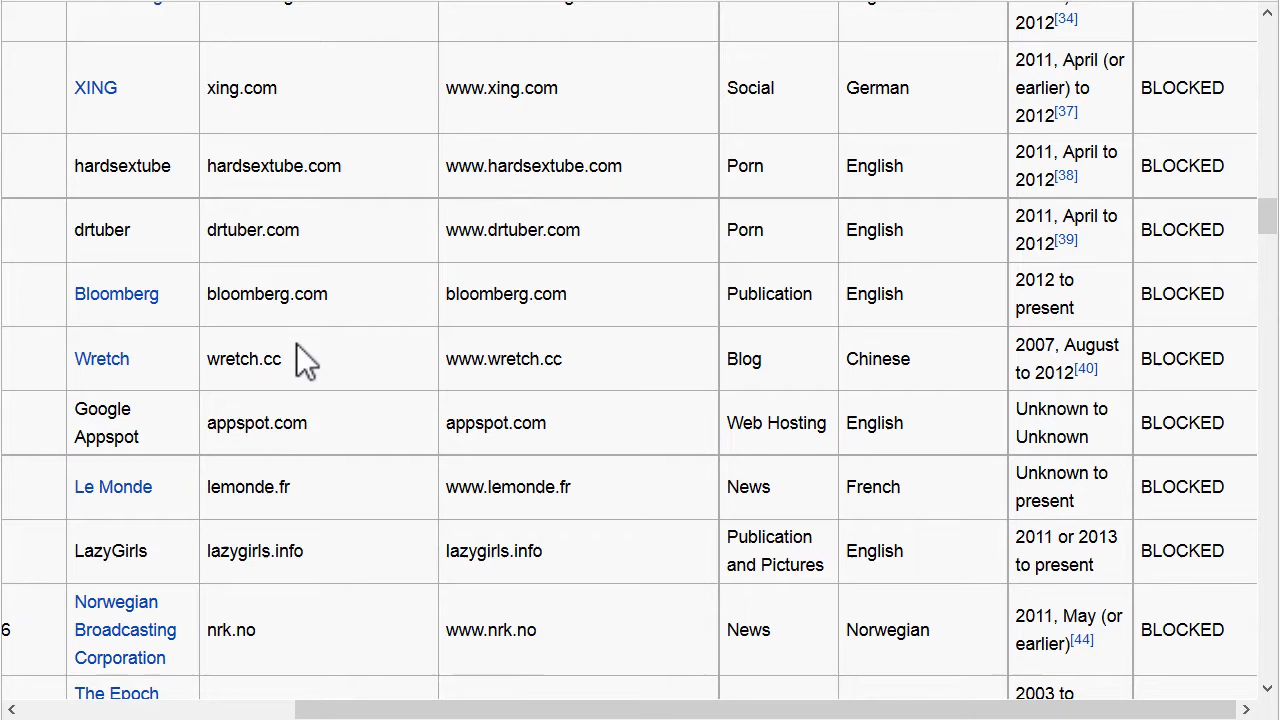 2012[34]
XING xing.com www.xing.com Social German 2011, April (or earlier) to 2012[37] BLOCKED
hardsextube hardsextube.com www.hardsextube.com Porn English 2011, April to 2012[38] BLOCKED
drtuber drtuber.com www.drtuber.com Porn English 2011, April to 2012[39] BLOCKED
Bloomberg bloomberg.com bloomberg.com Publication English 2012 to present BLOCKED
Wretch wretch.cc www.wretch.cc Blog Chinese 2007, August to 2012[40] BLOCKED
Google Appspot appspot.com appspot.com Web Hosting English Unknown to Unknown BLOCKED
Le Monde lemonde.fr www.lemonde.fr News French Unknown to present BLOCKED
LazyGirls lazygirls.info lazygirls.info Publication and Pictures English 2011 or 2013 to present BLOCKED
6 Norwegian Broadcasting Corporation nrk.no www.nrk.no News Norwegian 2011, May (or earlier)[44] BLOCKED
The Epoch 2003 to